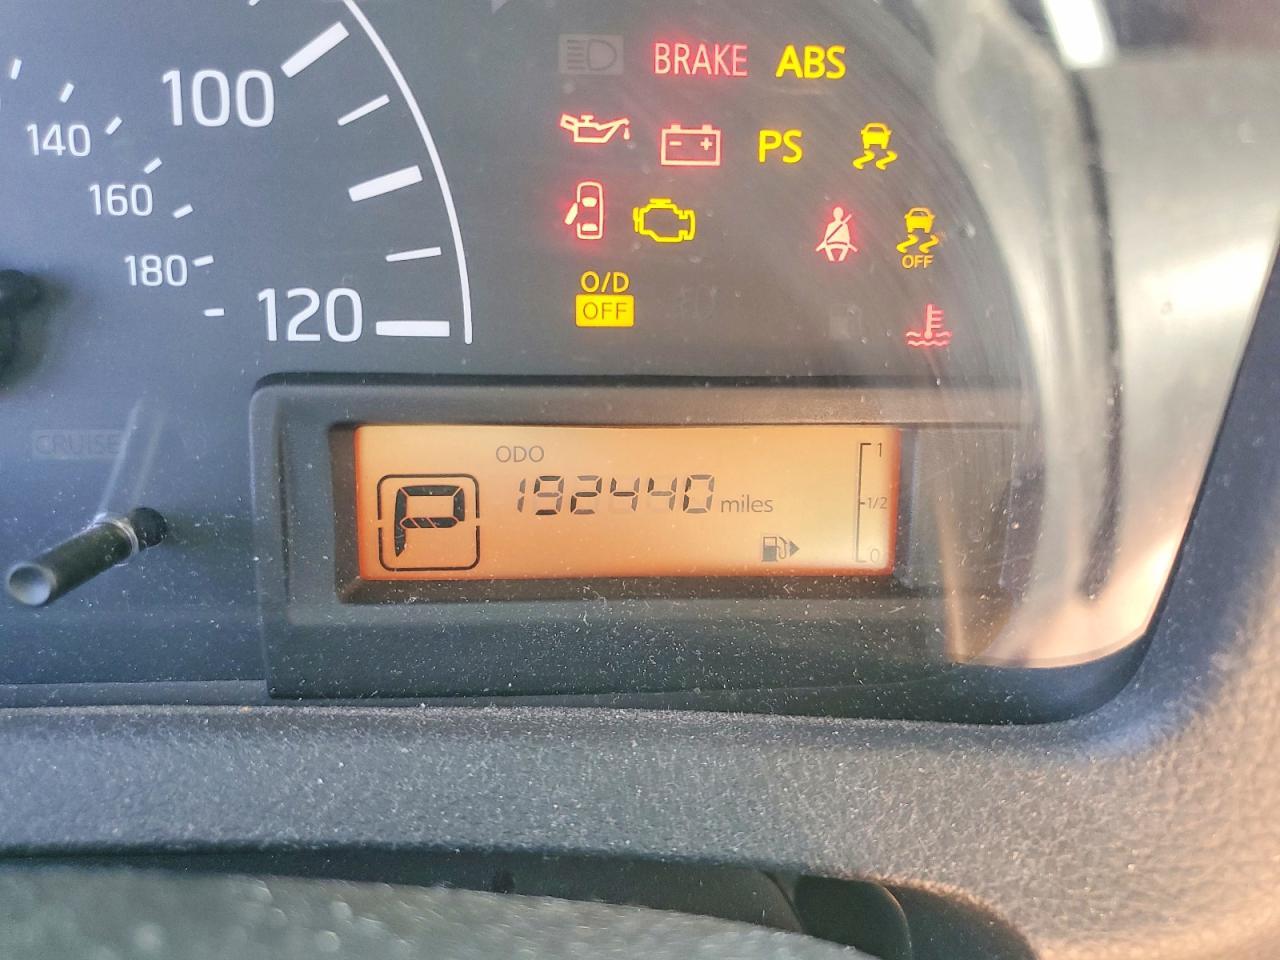 BRAKE ABS
100
140
PS
160
180
O/D
OFF
OFF
120
CRUISE
ODO
1
192440 miles
1/2
0